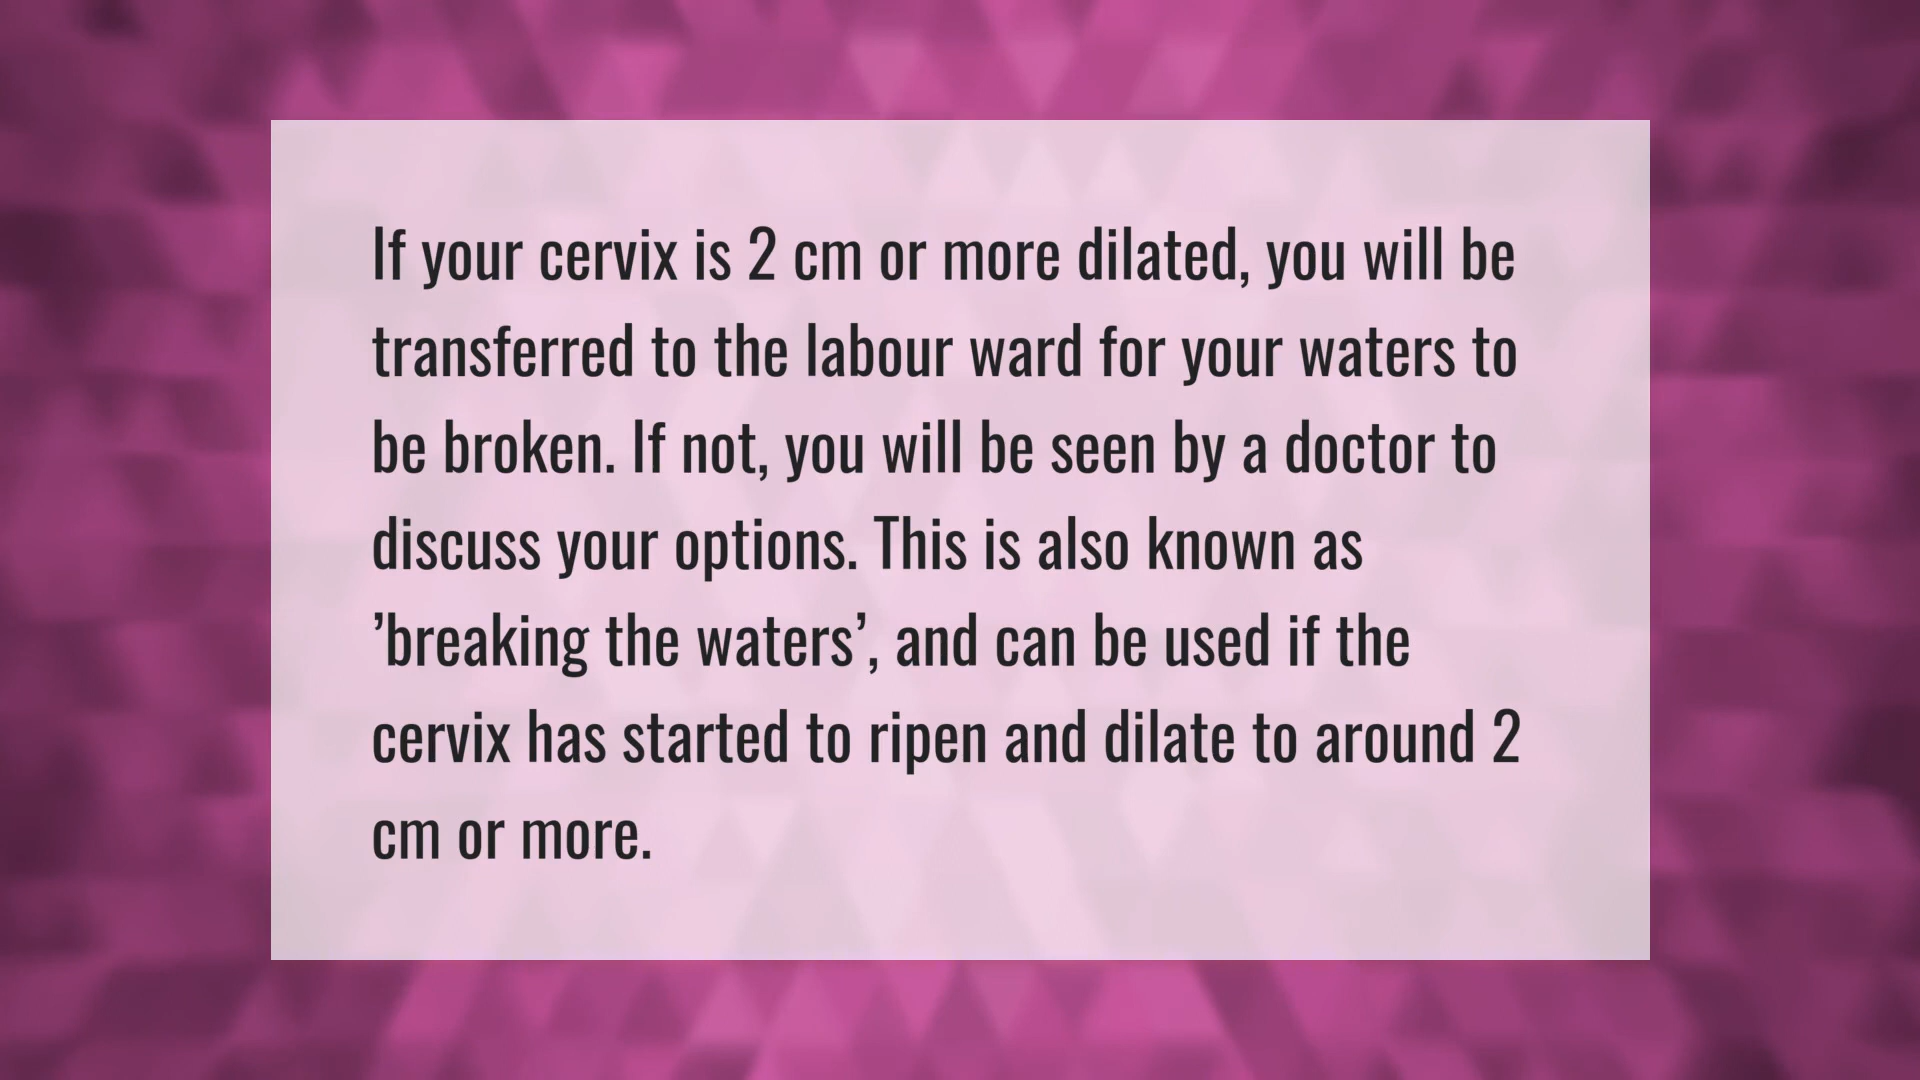 If your cervix is 2 cm or more dilated, you will be
transferred to the labour ward for your waters to
be broken. If not, you will be seen by a doctor to
discuss your options. This is also known as
’breaking the waters’, and can be used if the
cervix has started to ripen and dilate to around 2
cm or more.